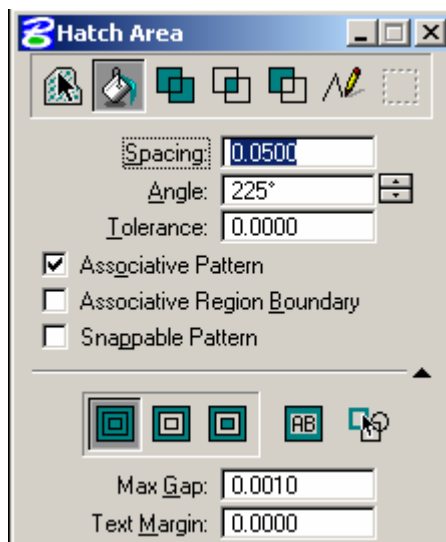 Hatch Area
Spacing: 0.0500
Angle: 225°
Tolerance: 0.0000
Associative Pattern
Associative Region Boundary
Snappable Pattern
AB
Max Gap: 0.0010
Text Margin: 0.0000